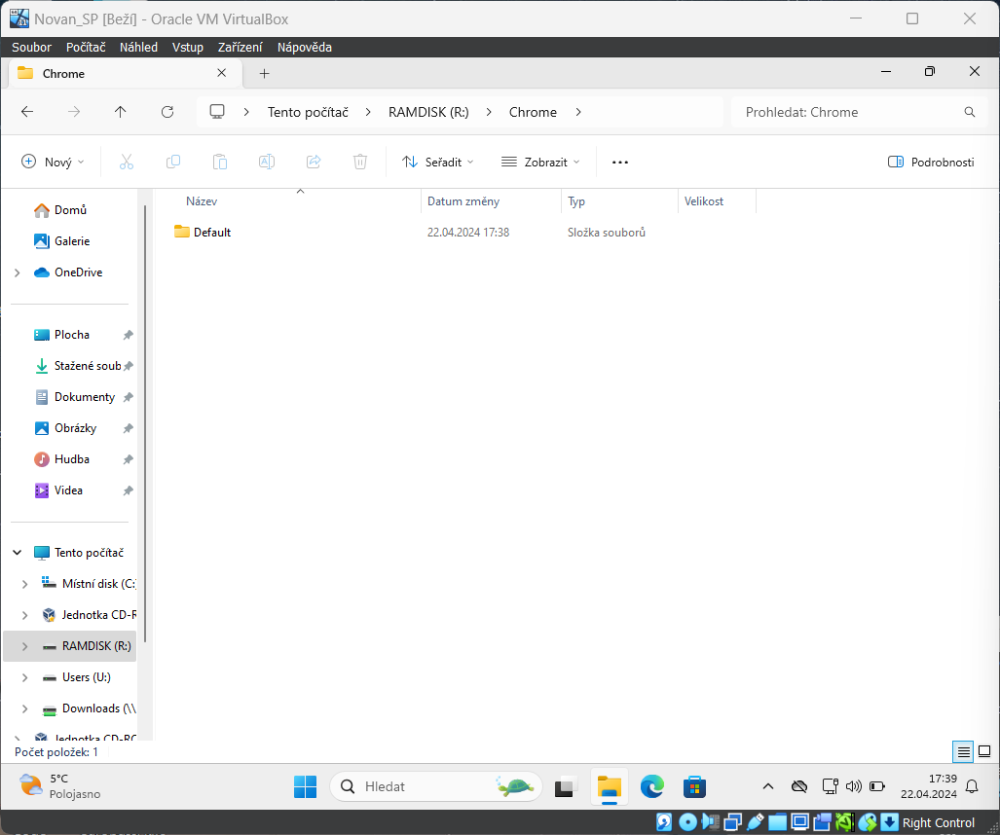 Novan_SP [Beží] - Oracle VM VirtualBox
Soubor Počítač Náhled Vstup Zařízení Nápověda
Chrome
Tento počítač RAMDISK (R:) Chrome
Prohledat: Chrome
Nový Seřadit Zobrazit Podrobnosti
Název Datum změny Typ Velikost
Default 22.04.2024 17:38 Složka souborů
Domů
Galerie
OneDrive
Plocha
Stažené soub
Dokumenty
Obrázky
Hudba
Videa
Tento počítač
Místní disk (C:
Jednotka CD-R
RAMDISK (R:)
Users (U:)
Downloads (\\
Jednotka CD-RO
Počet položek: 1
5°C
Polojasno
Hledat
17:39
22.04.2024
Right Control